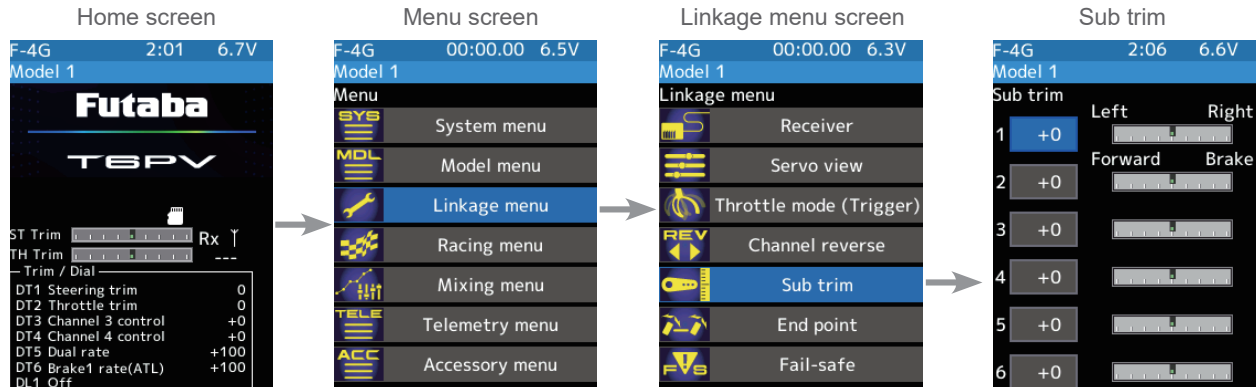 Home screen
F-4G 2:01 6.7V
Model 1
Futaba
T6PV
ST Trim
Rx
TH Trim
---
Trim / Dial
DT1 Steering trim 0
DT2 Throttle trim 0
DT3 Channel 3 control +0
DT4 Channel 4 control +0
DT5 Dual rate +100
DT6 Brake1 rate(ATL) +100
DL1 Off
Menu screen
F-4G 00:00.00 6.5V
Model 1
Menu
SYS System menu
MDL Model menu
Linkage menu
Racing menu
Mixing menu
TELE Telemetry menu
ACC Accessory menu
Linkage menu screen
F-4G 00:00.00 6.3V
Model 1
Linkage menu
Receiver
Servo view
Throttle mode (Trigger)
REV Channel reverse
Sub trim
End point
F/S Fail-safe
Sub trim
F-4G 2:06 6.6V
Model 1
Sub trim
Left Right
1 +0
Forward Brake
2 +0
3 +0
4 +0
5 +0
6 +0